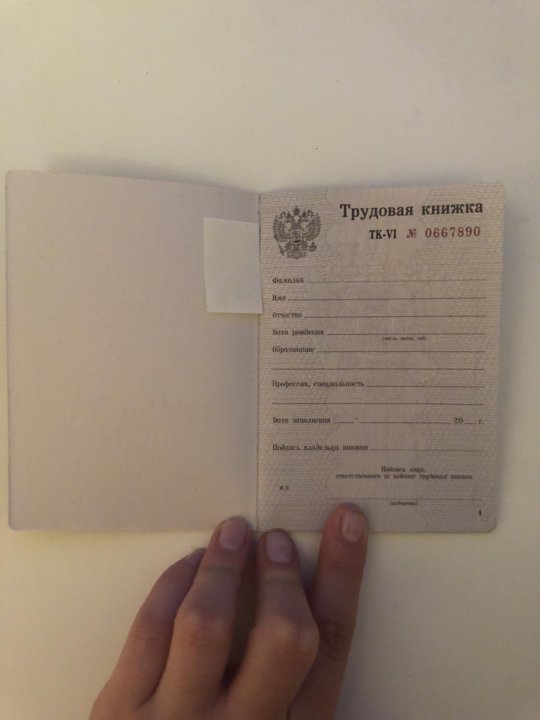 Трудовая книжка
ТК-VI № 0667890
Фамилия
Имя
Отчество
Дата рождения
(число, месяц, год)
Образование
Профессия, специальность
Дата заполнения " 20 г.
Подпись владельца книжки
Подпись лица,
ответственного за ведение трудовых книжек
М П
(разборчиво)
1